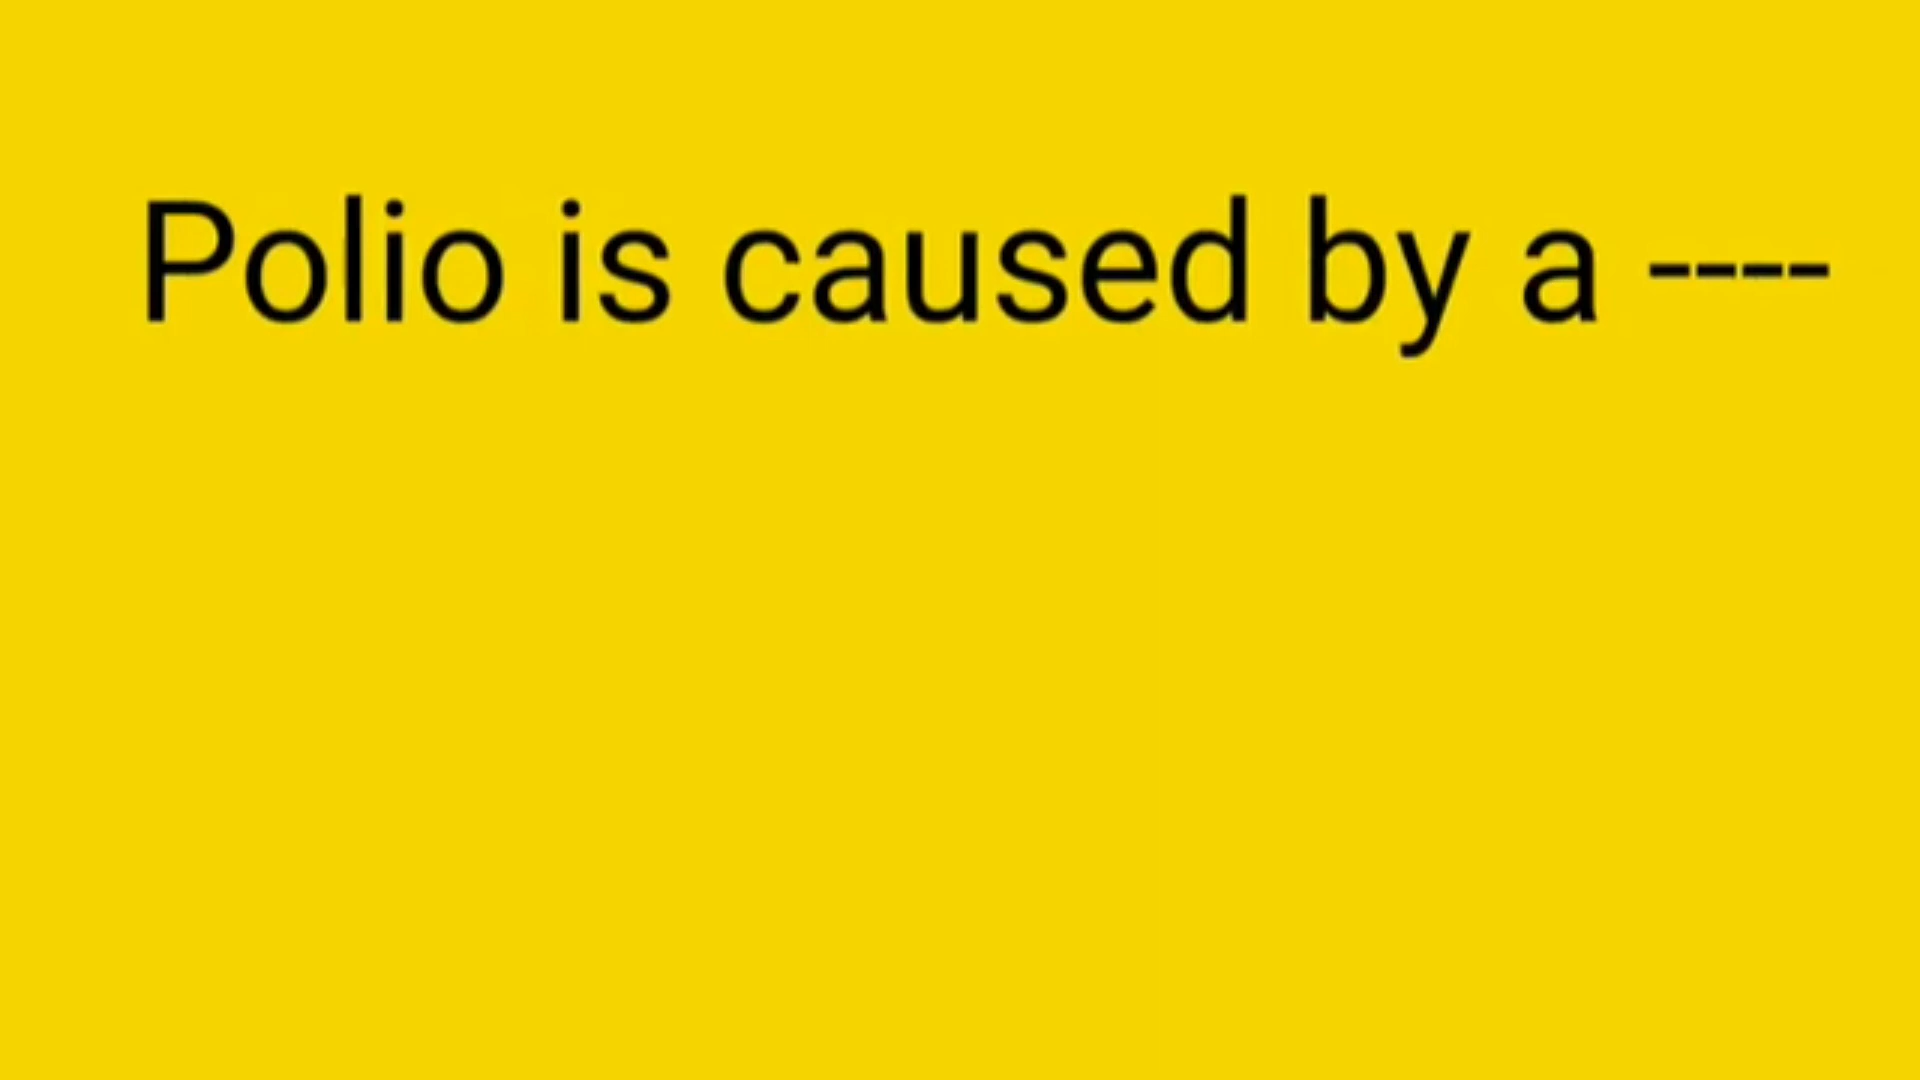 Polio is caused by a ----